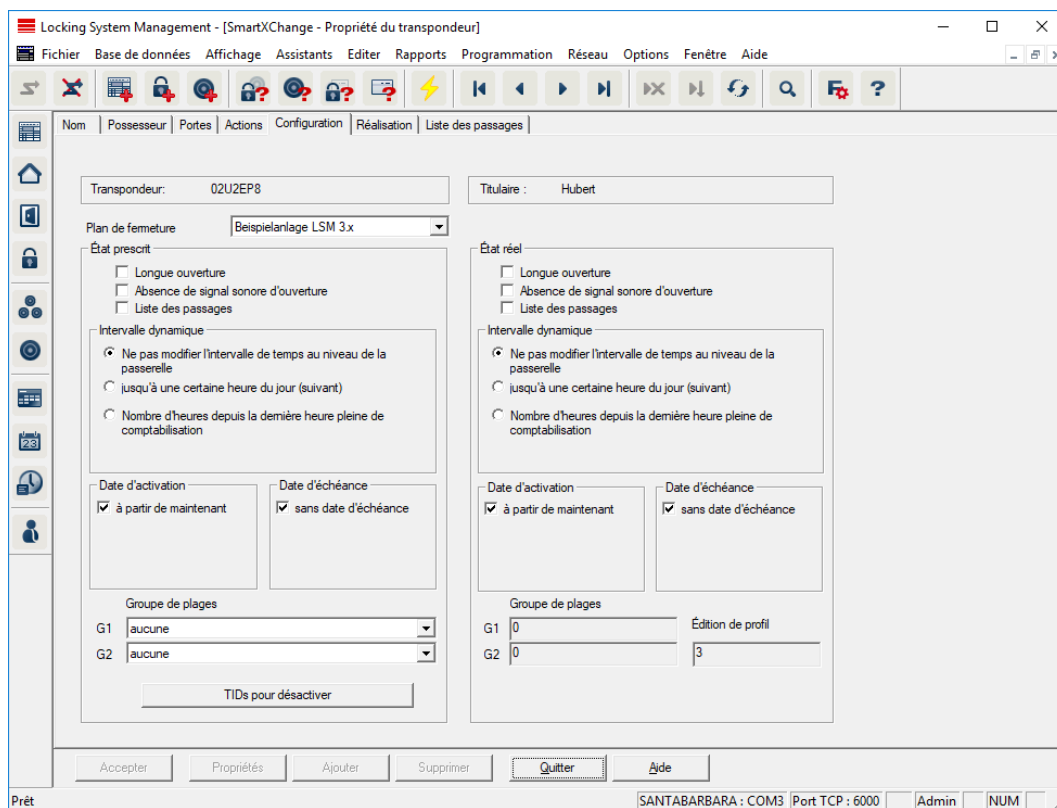 Locking System Management - [SmartXChange - Propriété du transpondeur]
Fichier Base de données Affichage Assistants Editer Rapports Programmation Réseau Options Fenêtre Aide
Nom Possesseur Portes Actions Configuration Réalisation Liste des passages
Transpondeur: 02U2EP8
Titulaire : Hubert
Plan de fermeture Beispielanlage LSM 3.x
État prescrit
Longue ouverture
Absence de signal sonore d'ouverture
Liste des passages
Intervalle dynamique
Ne pas modifier l'intervalle de temps au niveau de la
passerelle
jusqu'à une certaine heure du jour (suivant)
Nombre d'heures depuis la dernière heure pleine de
comptabilisation
Date d'activation
à partir de maintenant
Date d'échéance
sans date d'échéance
Groupe de plages
G1 aucune
G2 aucune
TIDs pour désactiver
État réel
Longue ouverture
Absence de signal sonore d'ouverture
Liste des passages
Intervalle dynamique
Ne pas modifier l'intervalle de temps au niveau de la
passerelle
jusqu'à une certaine heure du jour (suivant)
Nombre d'heures depuis la dernière heure pleine de
comptabilisation
Date d'activation
à partir de maintenant
Date d'échéance
sans date d'échéance
Groupe de plages
G1 0
G2 0
Édition de profil
3
Accepter Propriétés Ajouter Supprimer Quitter Aide
Prêt
SANTABARBARA : COM3 Port TCP : 6000 Admin NUM
23